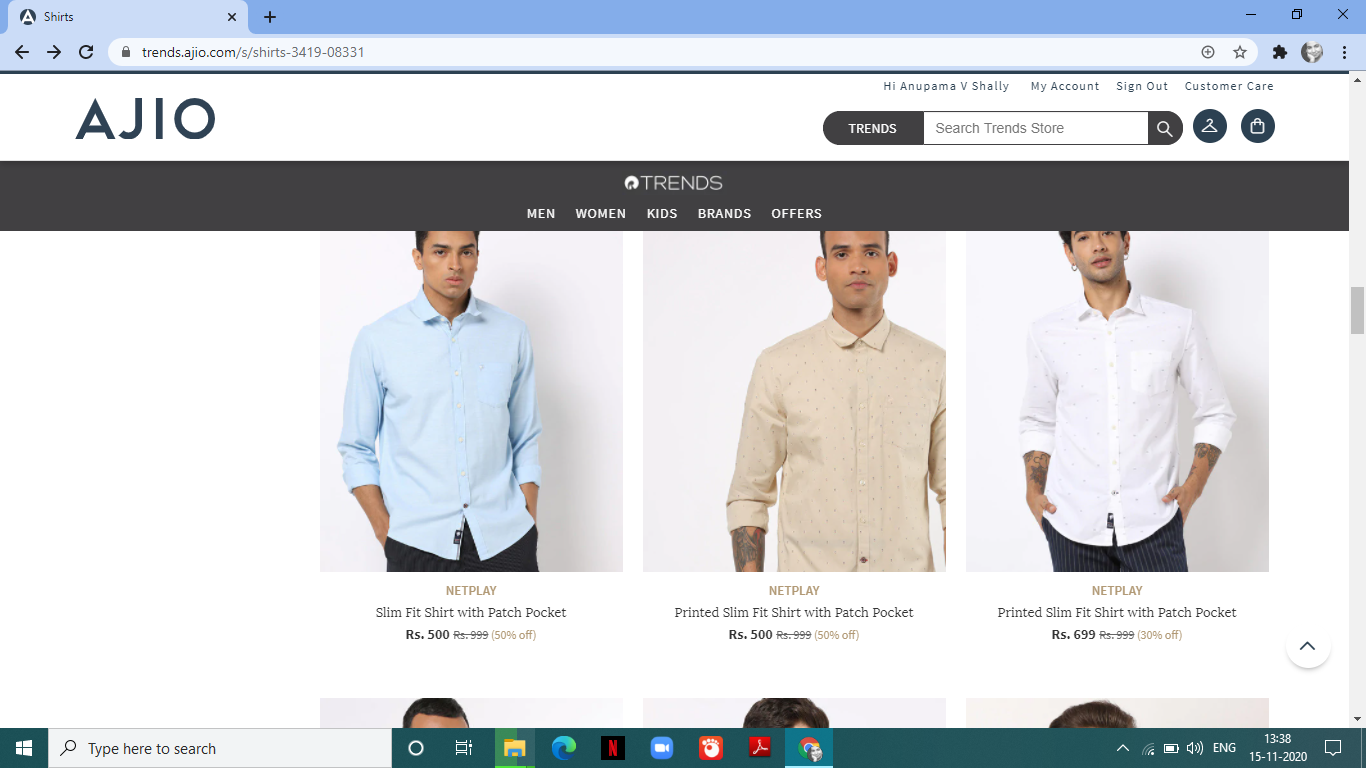 Shirts
trends.ajio.com/s/shirts-3419-08331
Hi Anupama V Shally My Account Sign Out Customer Care
AJIO
TRENDS Search Trends Store
TRENDS
MEN WOMEN KIDS BRANDS OFFERS
NETPLAY NETPLAY NETPLAY
Slim Fit Shirt with Patch Pocket Printed Slim Fit Shirt with Patch Pocket Printed Slim Fit Shirt with Patch Pocket
Rs. 500 Rs. 999 (50% off) Rs. 500 Rs. 999 (50% off) Rs. 699 Rs. 999 (30% off)
Type here to search
N
ENG
13:38
15-11-2020